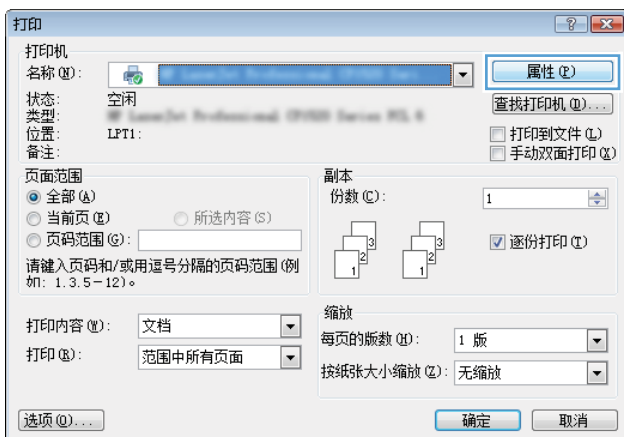 打印
打印机
名称(N):
属性(P)
状态: 空闲
类型:
查找打印机(D)...
位置: LPT1:
打印到文件(L)
备注:
手动双面打印(X)
页面范围
全部(A)
当前页(E) 所选内容(S)
页码范围(G):
请键入页码和/或用逗号分隔的页码范围(例
如: 1.3.5-12)。
副本
份数(C): 1
3
2
1
3
2
1
逐份打印(T)
打印内容(W): 文档
打印(R): 范围中所有页面
缩放
每页的版数(H): 1 版
按纸张大小缩放(Z): 无缩放
选项(O)...
确定
取消